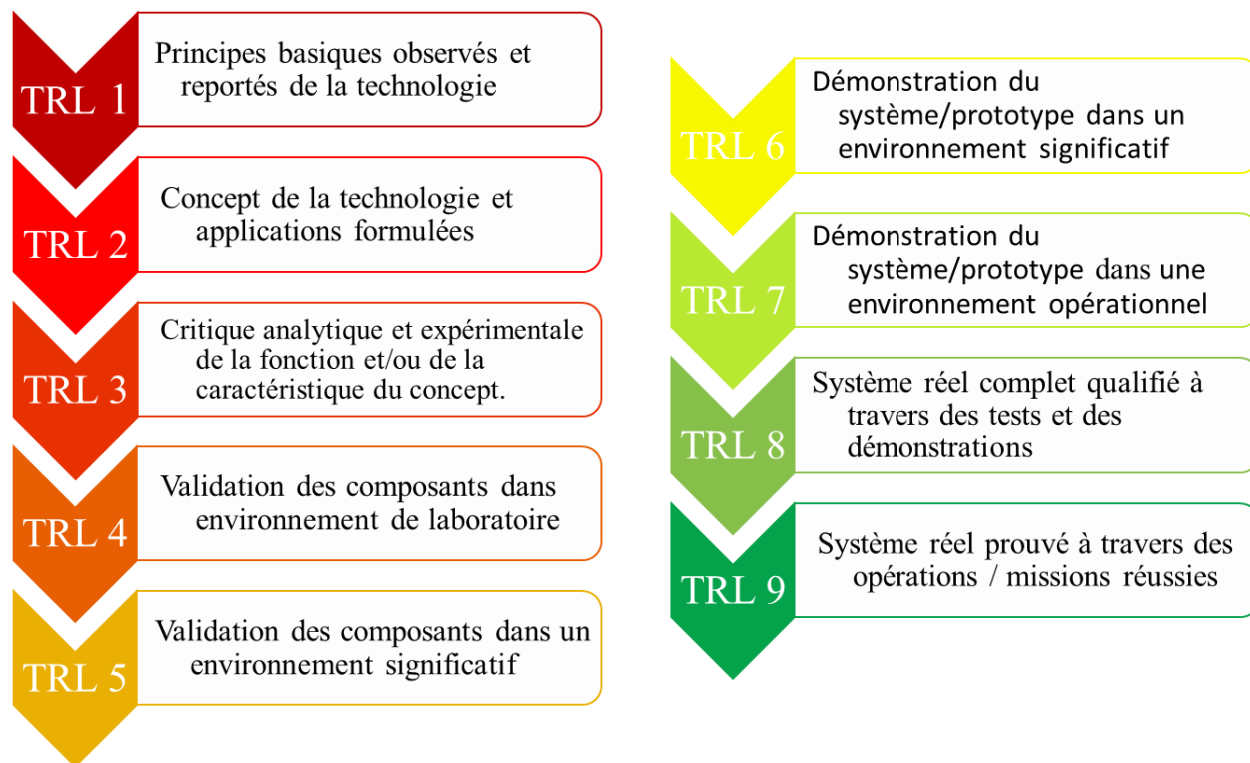 TRL 1
Principes basiques observés et
reportés de la technologie
TRL 2
Concept de la technologie et
applications formulées
TRL 3
Critique analytique et expérimentale
de la fonction et/ou de la
caractéristique du concept.
TRL 4
Validation des composants dans
environnement de laboratoire
TRL 5
Validation des composants dans un
environnement significatif
TRL 6
Démonstration du
système/prototype dans un
environnement significatif
TRL 7
Démonstration du
système/prototype dans une
environnement opérationnel
TRL 8
Système réel complet qualifié à
travers des tests et des
démonstrations
TRL 9
Système réel prouvé à travers des
opérations / missions réussies